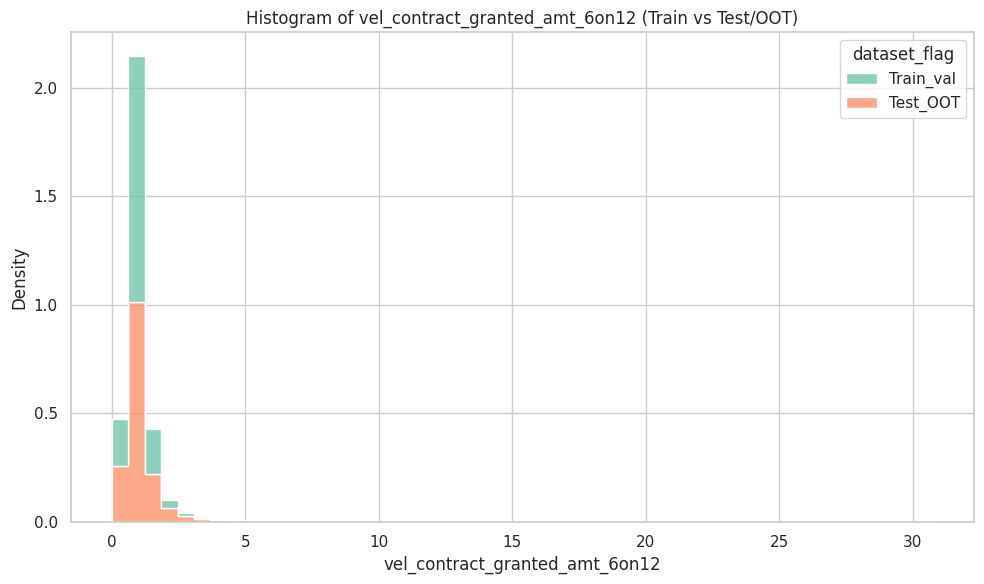 Histogram of vel_contract_granted_amt_6on12 (Train vs Test/OOT)
dataset_flag
Train_val
Test_OOT
Density
2.0
1.5
1.0
0.5
0.0
0 5 10 15 20 25 30
vel_contract_granted_amt_6on12